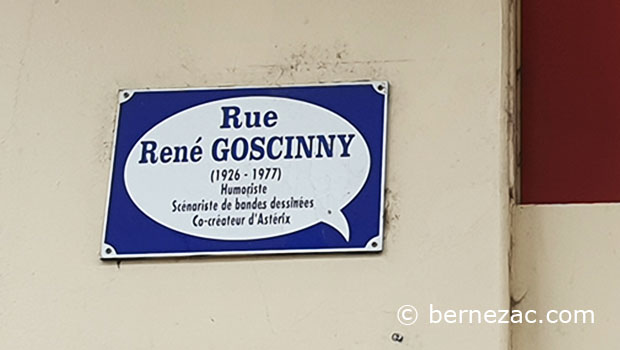 Rue
René GOSCINNY
(1926 - 1977)
Humoriste
Scénariste de bandes dessinées
Co-créateur d'Astérix
© bernezac.com